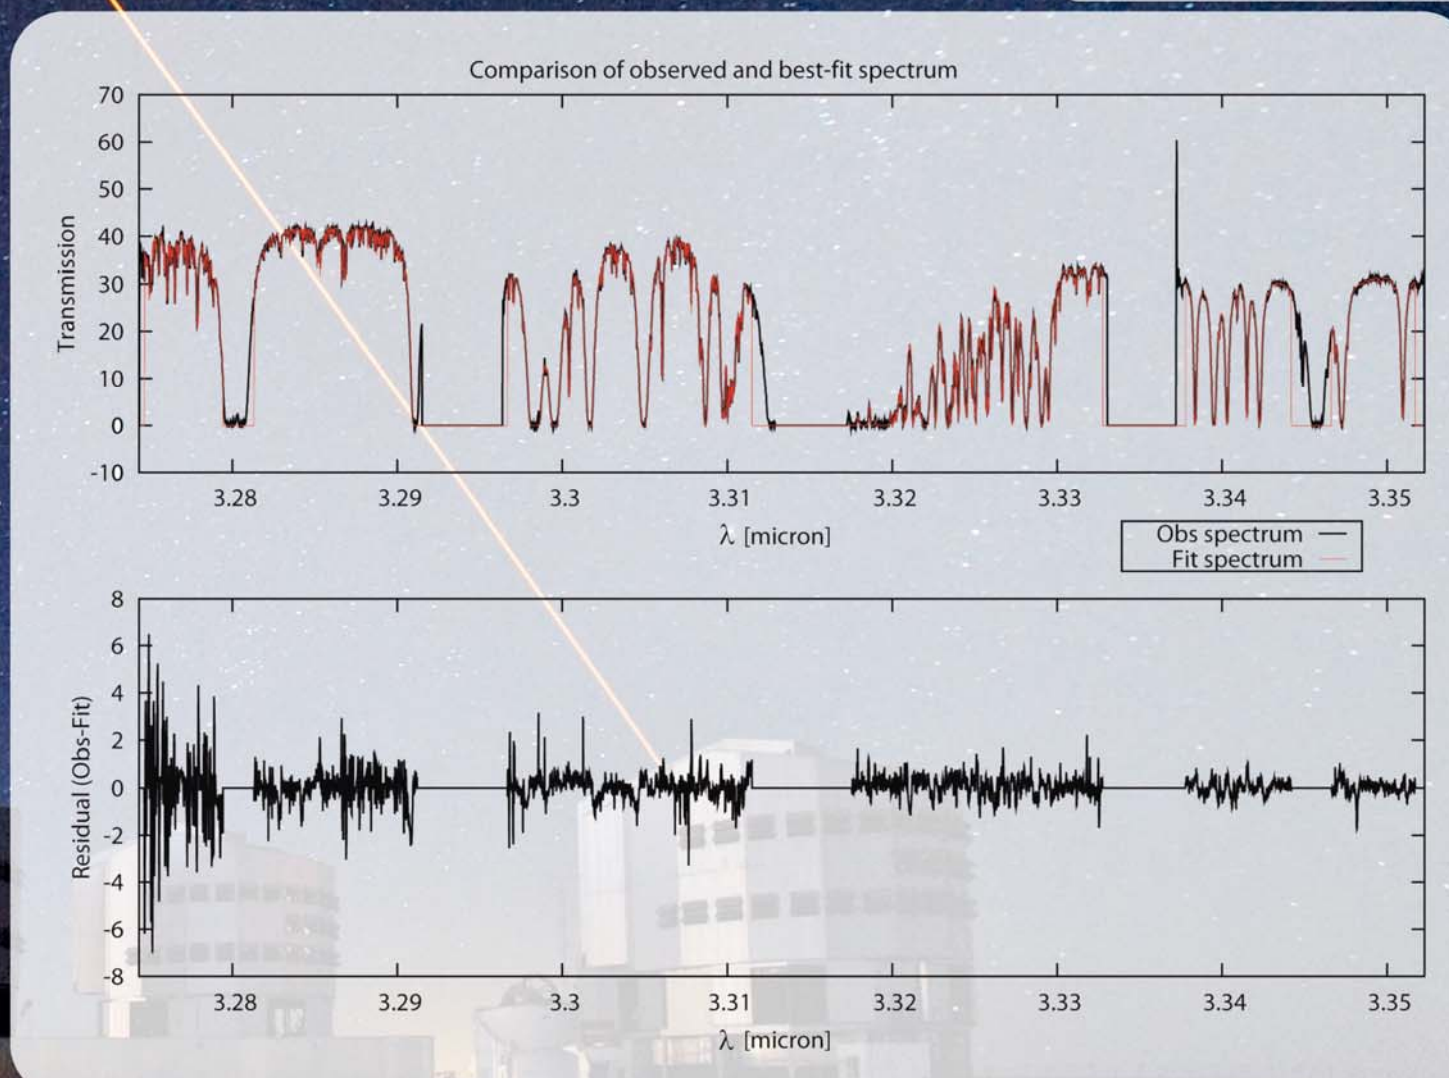 Comparison of observed and best-fit spectrum
70
60
50
40
30
20
10
0
-10
Transmission
3.28 3.29 3.3 3.31 3.32 3.33 3.34 3.35
λ [micron]
Obs spectrum
Fit spectrum
8
6
4
2
0
-2
-4
-6
-8
Residual (Obs-Fit)
3.28 3.29 3.3 3.31 3.32 3.33 3.34 3.35
λ [micron]